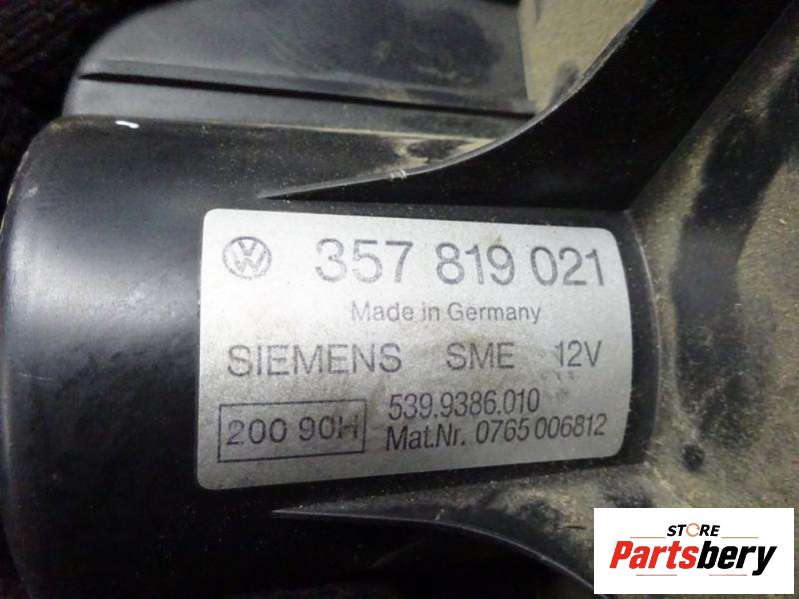 VW 357 819 021
Made in Germany
SIEMENS SME 12V
200 90H 539.9386.010
Mat.Nr. 0765 006812
STORE
Partsbery